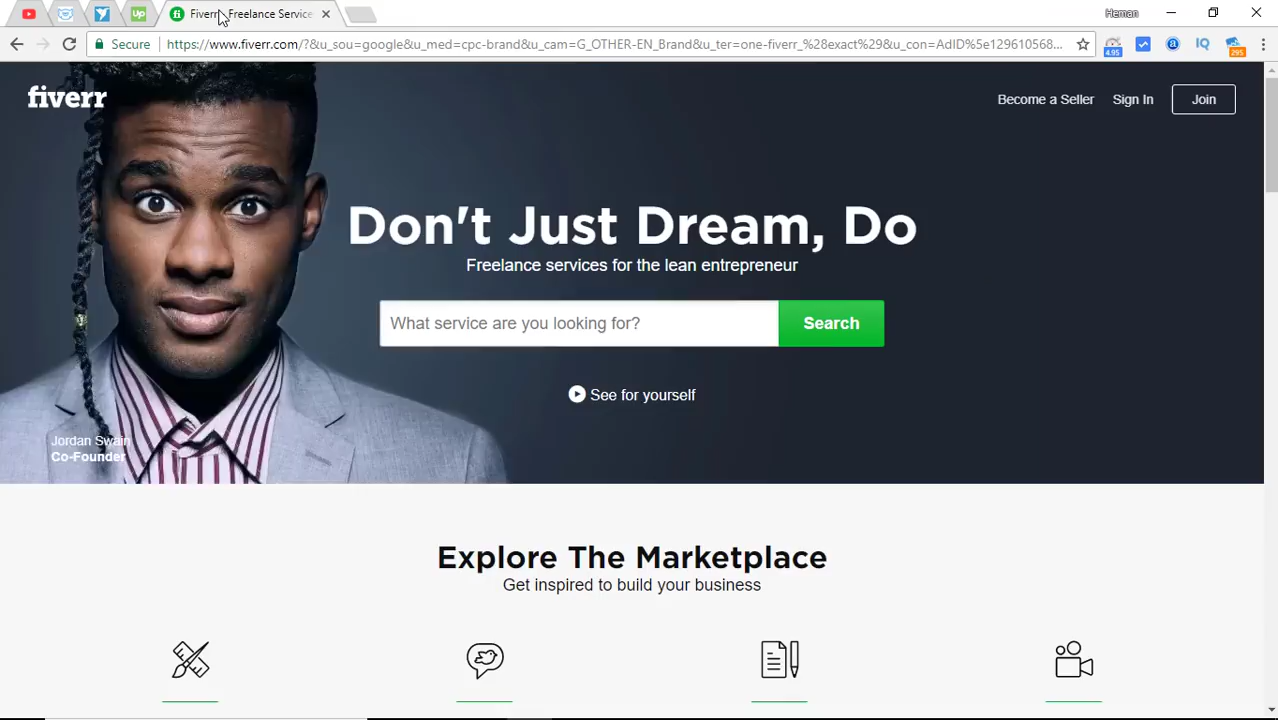 Fiverr - Freelance Service
Heman
Secure
https://www.fiverr.com/?&u_sou=google&u_med=cpc-brand&u_cam=G_OTHER-EN_Brand&u_ter=one-fiverr_%28exact%29&u_con=AdID%5e129610568...
4.95
295
fiverr
Become a Seller
Sign In
Join
Don't Just Dream, Do
Freelance services for the lean entrepreneur
What service are you looking for?
Search
See for yourself
Jordan Swain
Co-Founder
Explore The Marketplace
Get inspired to build your business